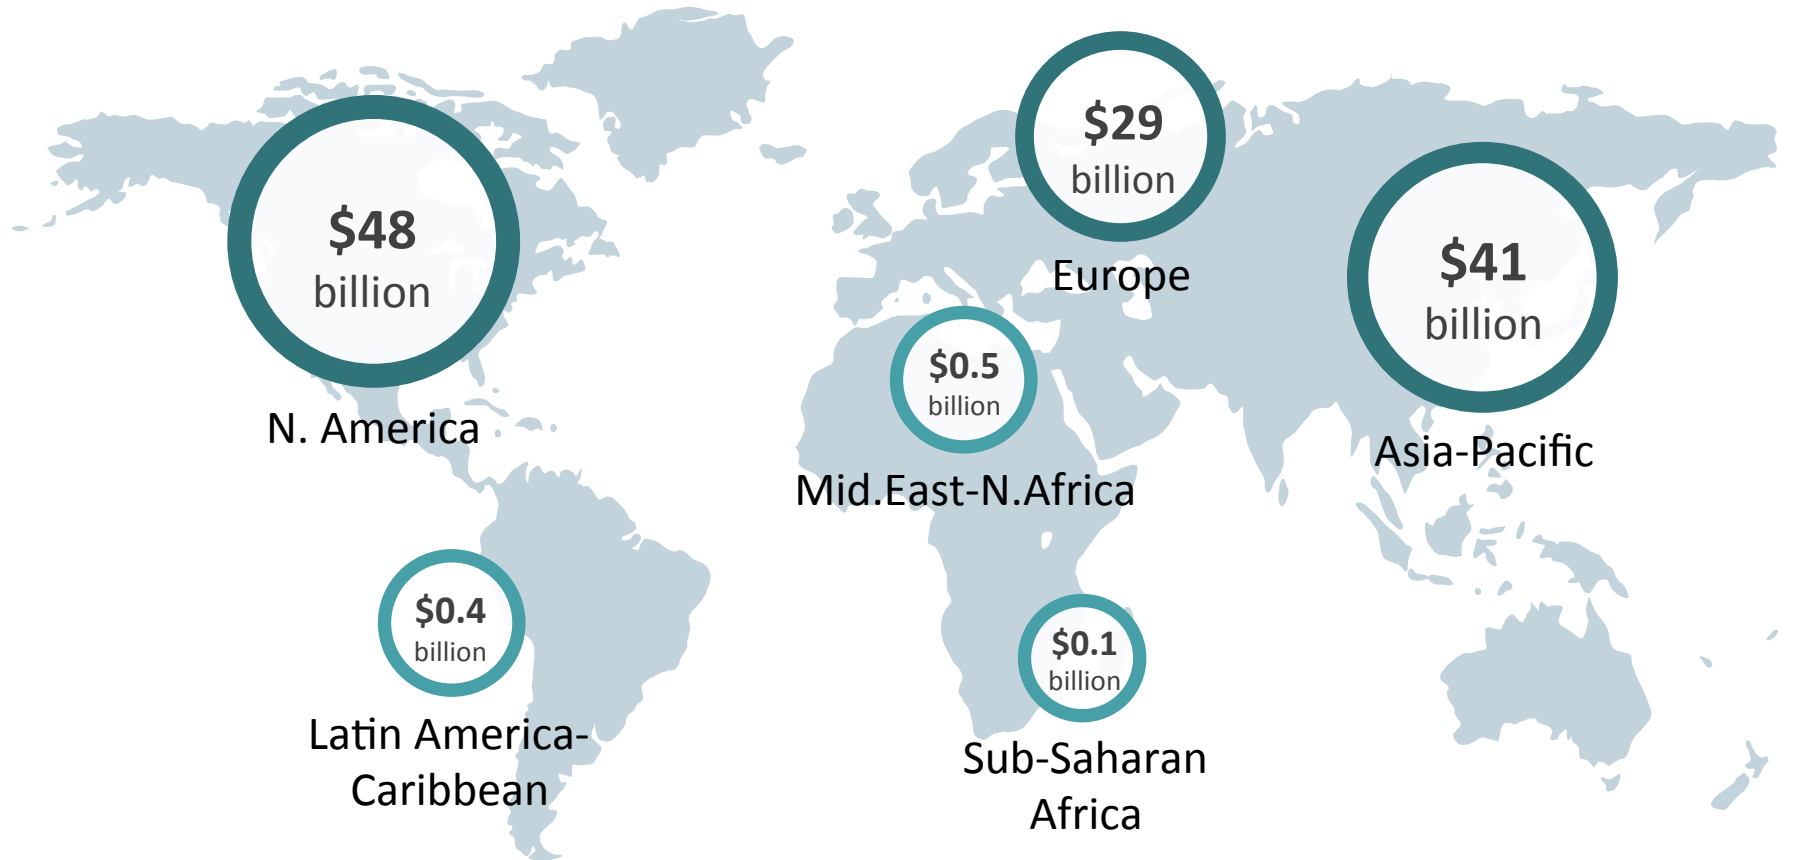 $48
billion
N. America
$29
billion
Europe
$41
billion
Asia-Pacific
$0.5
billion
Mid.East-N.Africa
$0.4
billion
Latin America-
Caribbean
$0.1
billion
Sub-Saharan
Africa